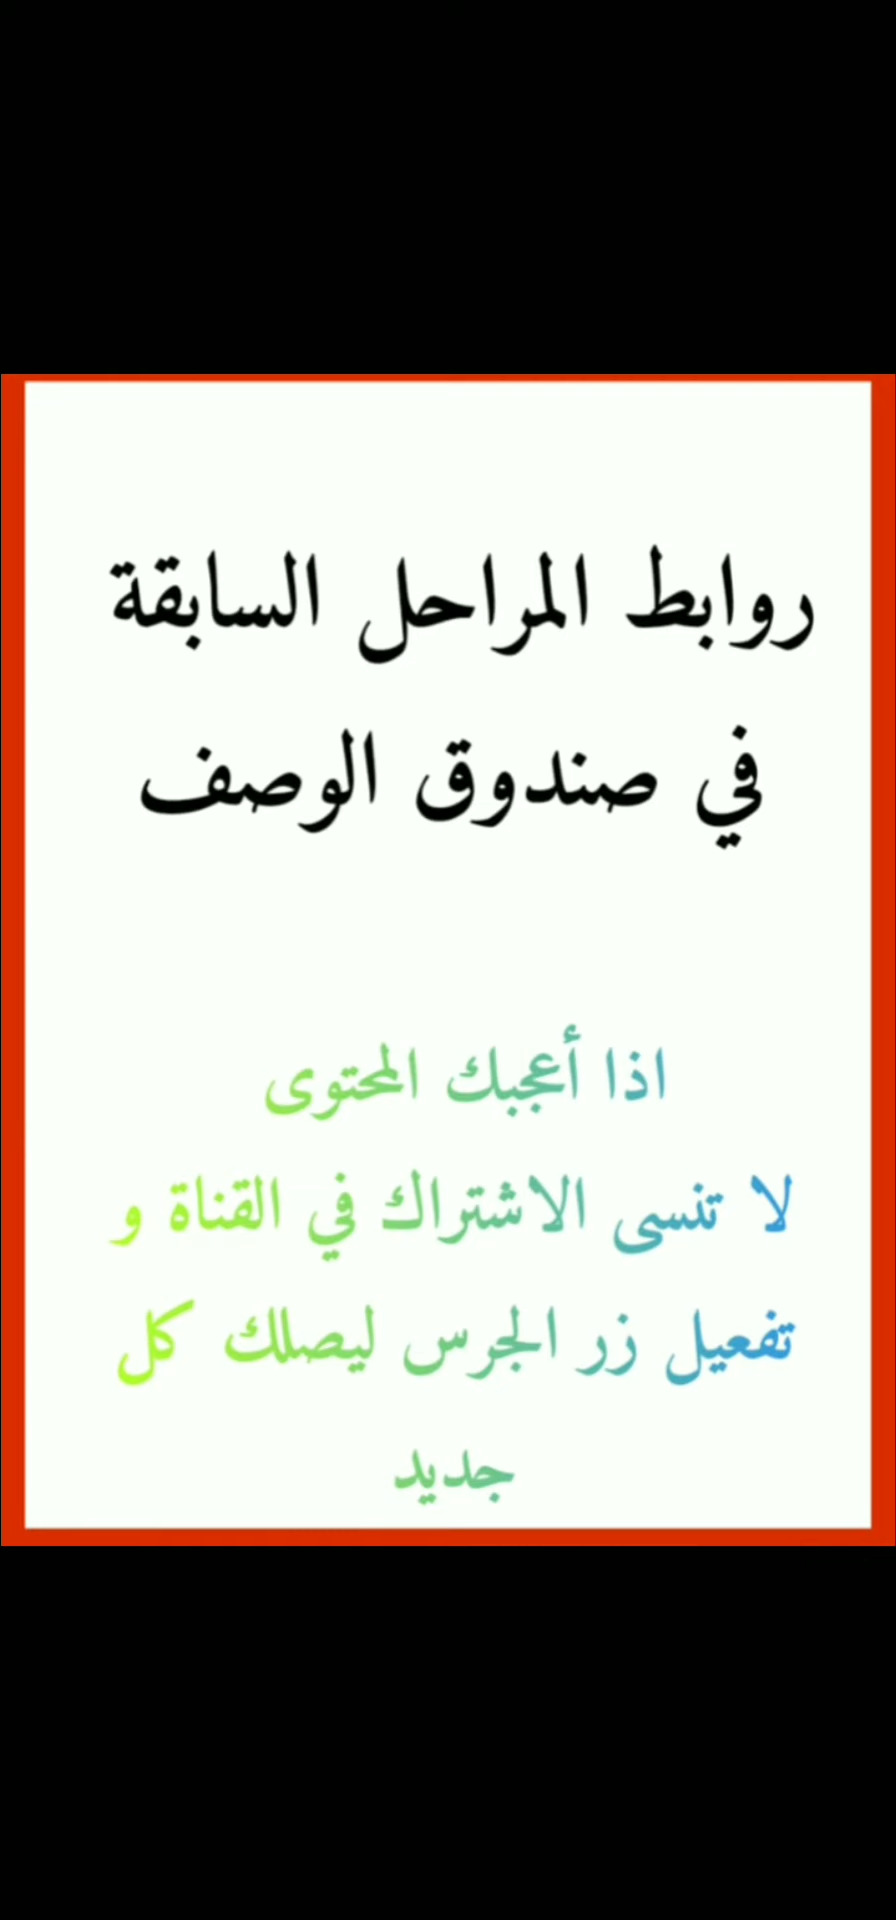 روابط المراحل السابقة
في صندوق الوصف
اذا أعجبك المحتوى
لا تنسى الاشتراك في القناة و
تفعيل زر الجرس ليصلك كل
جديد